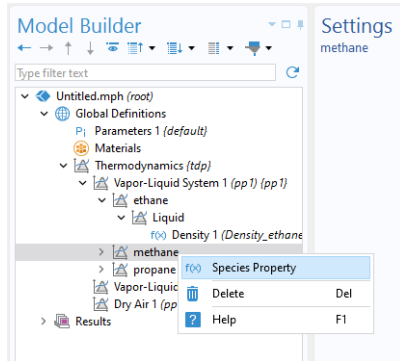 Model Builder
Settings
methane
Type filter text
Untitled.mph (root)
Global Definitions
Pi Parameters 1 {default}
Materials
Thermodynamics {tdp}
Vapor-Liquid System 1 (pp1) {pp1}
ethane
Liquid
f(x) Density 1 (Density_ethane
methane
f(x) Species Property
propane
Delete Del
Vapor-Liquid
Dry Air 1 (pp
? Help F1
Results